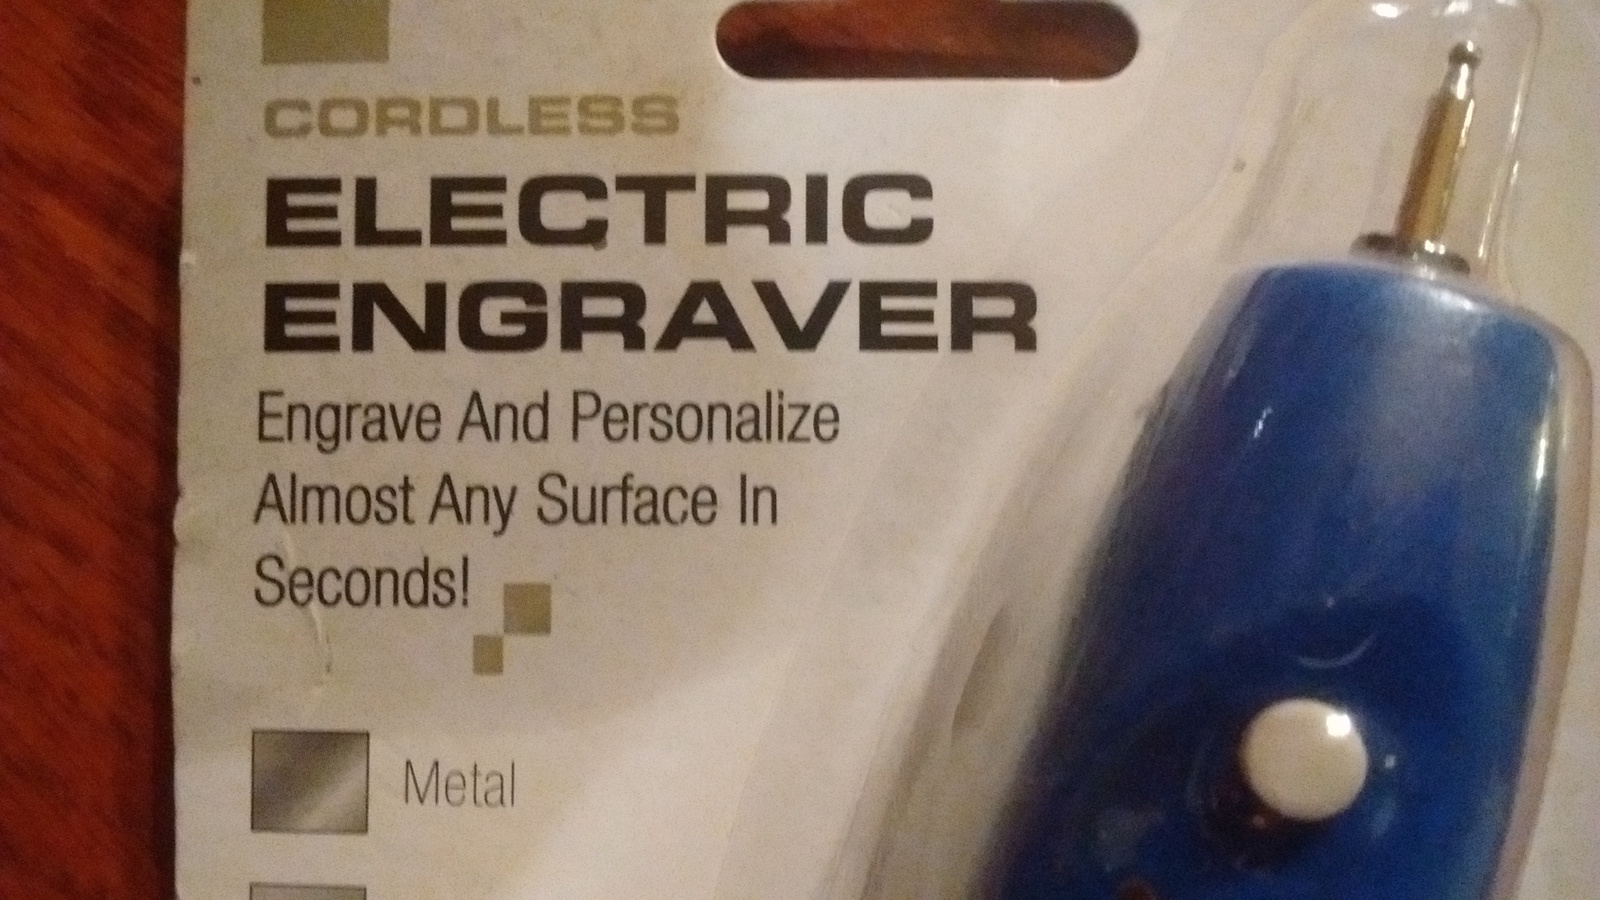 CORDLESS
ELECTRIC
ENGRAVER
Engrave And Personalize
Almost Any Surface In
Seconds!
Metal